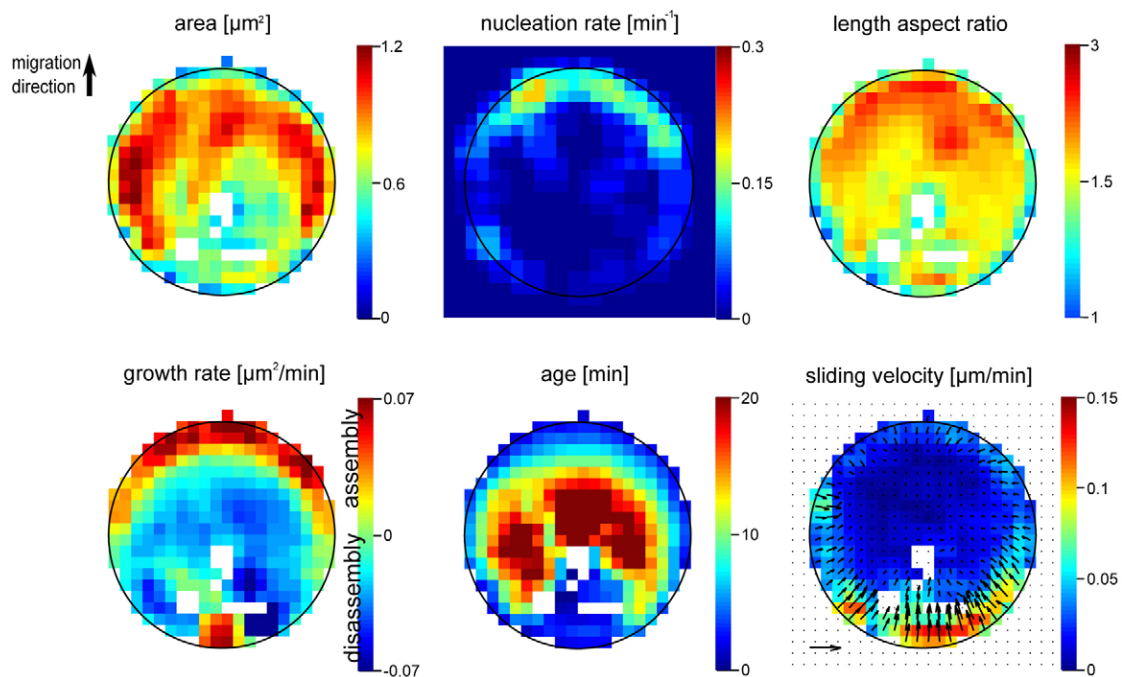 area [µm²]
nucleation rate [min⁻¹]
length aspect ratio
migration
direction
1.2
0.6
0
0.3
0.15
0
3
1.5
1
growth rate [µm²/min]
age [min]
sliding velocity [µm/min]
0.07
0
-0.07
assembly
disassembly
20
10
0
0.15
0.1
0.05
0